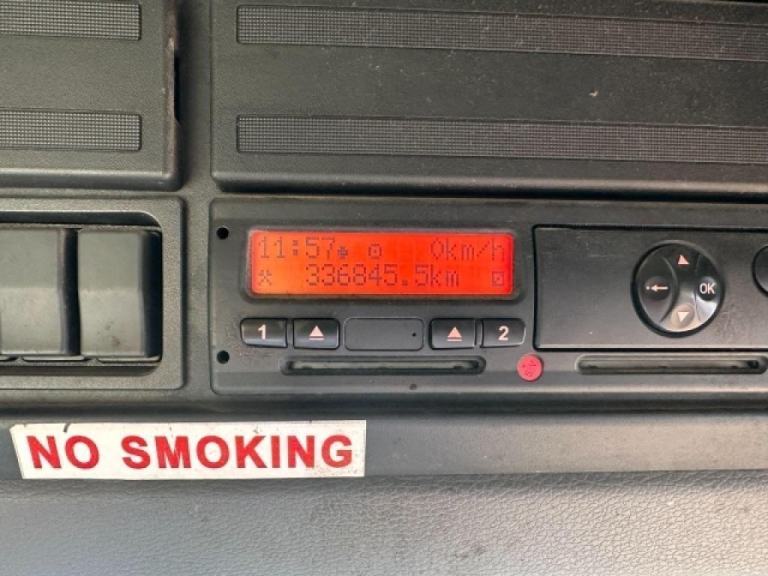 11:57 0km/h
336845.5km
1 2
OK
NO SMOKING